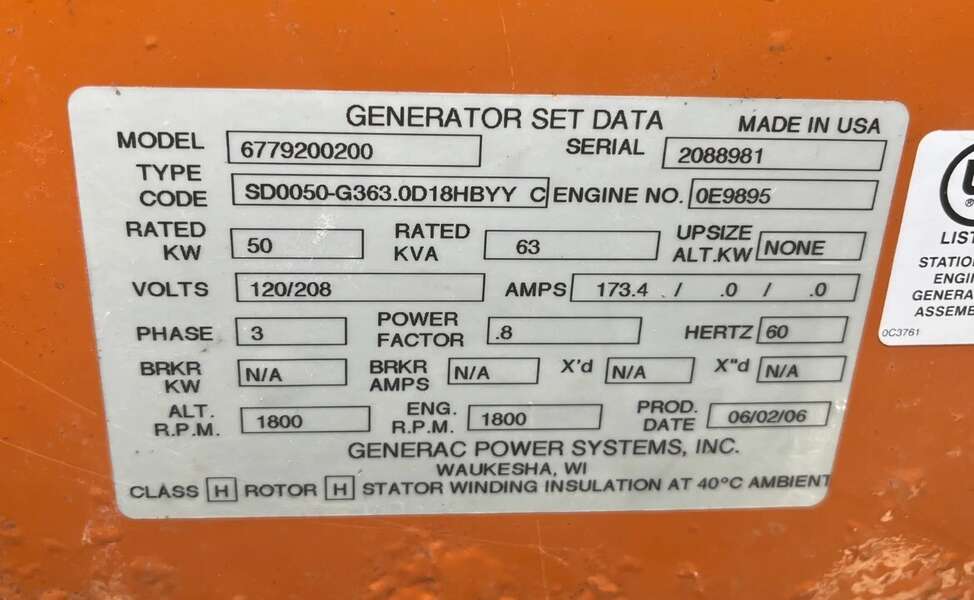 GENERATOR SET DATA MADE IN USA
MODEL 6779200200 SERIAL 2088981
TYPE CODE SD0050-G363.0D18HBYY C ENGINE NO. 0E9895
RATED KW 50 RATED KVA 63 UPSIZE ALT.KW NONE
VOLTS 120/208 AMPS 173.4 / .0 / .0
PHASE 3 POWER FACTOR .8 HERTZ 60
BRKR KW N/A BRKR AMPS N/A X'd N/A X"d N/A
ALT. R.P.M. 1800 ENG. R.P.M. 1800 PROD. DATE 06/02/06
GENERAC POWER SYSTEMS, INC.
WAUKESHA, WI
CLASS H ROTOR H STATOR WINDING INSULATION AT 40°C AMBIENT
®
0C3761